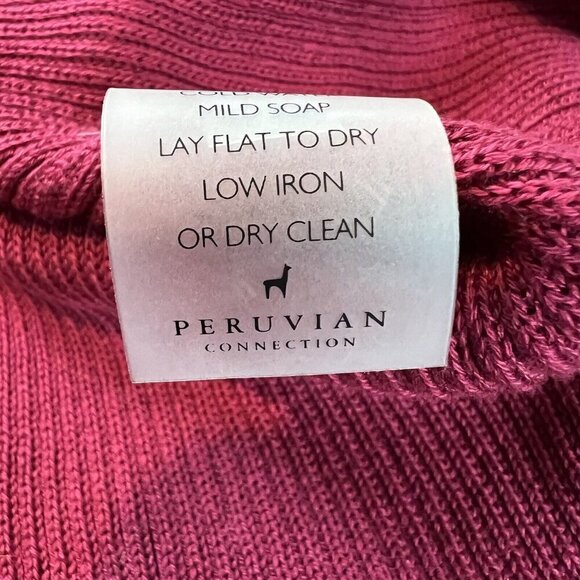 MILD SOAP
LAY FLAT TO DRY
LOW IRON
OR DRY CLEAN
PERUVIAN
CONNECTION